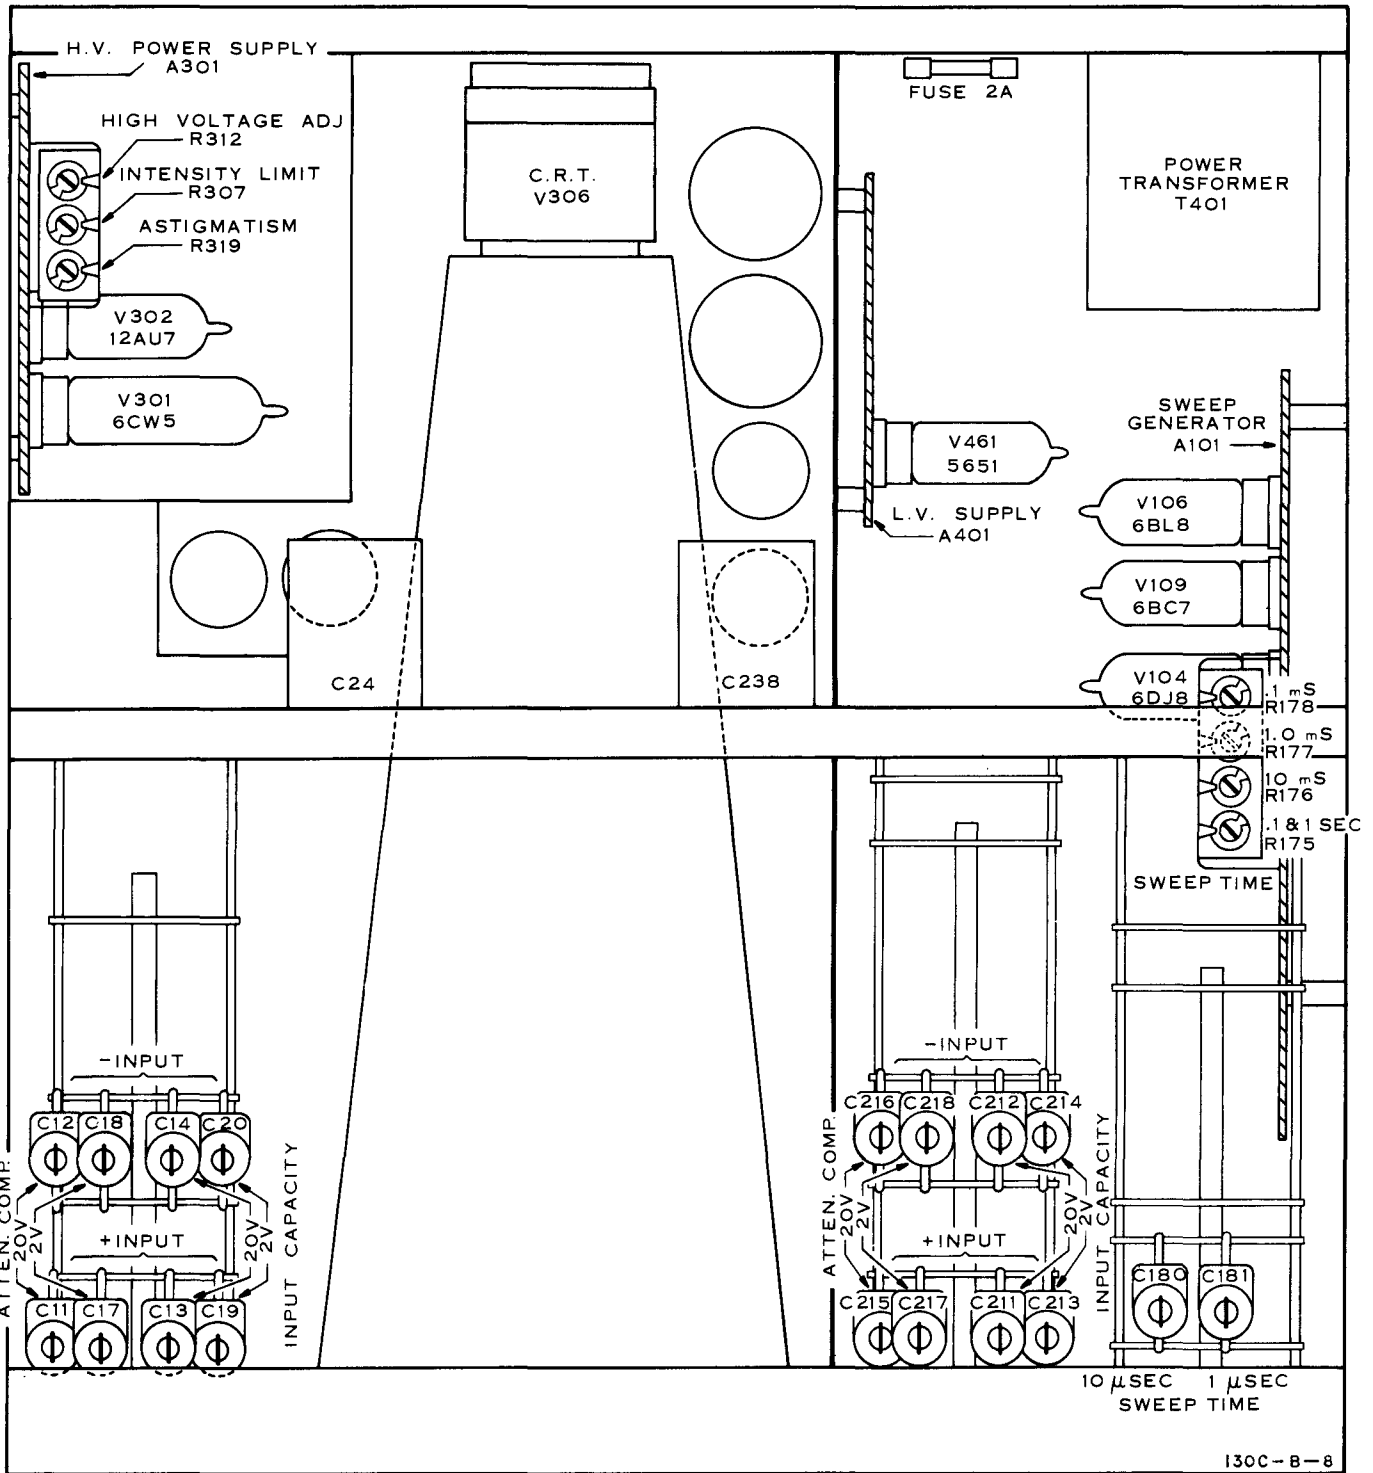 H.V. POWER SUPPLY
A301
HIGH VOLTAGE ADJ
R312
INTENSITY LIMIT
R307
ASTIGMATISM
R319
V302
12AU7
V301
6CW5
C.R.T.
V306
FUSE 2A
POWER
TRANSFORMER
T401
SWEEP
GENERATOR
A101
V461
5651
L.V. SUPPLY
A401
V106
6BL8
V109
6BC7
V104
6DJ8
C24
C238
.1 mS
R178
1.0 mS
R177
10 mS
R176
.1 & 1 SEC
R175
SWEEP TIME
-INPUT
C12 C18 C14 C20
ATTEN. COMP.
20V
2V
20V
2V
INPUT CAPACITY
+INPUT
C11 C17 C13 C19
-INPUT
C216 C218 C212 C214
ATTEN. COMP.
20V
2V
20V
2V
INPUT CAPACITY
+INPUT
C215 C217 C211 C213
C180 C181
10 μSEC 1 μSEC
SWEEP TIME
130C-B-8